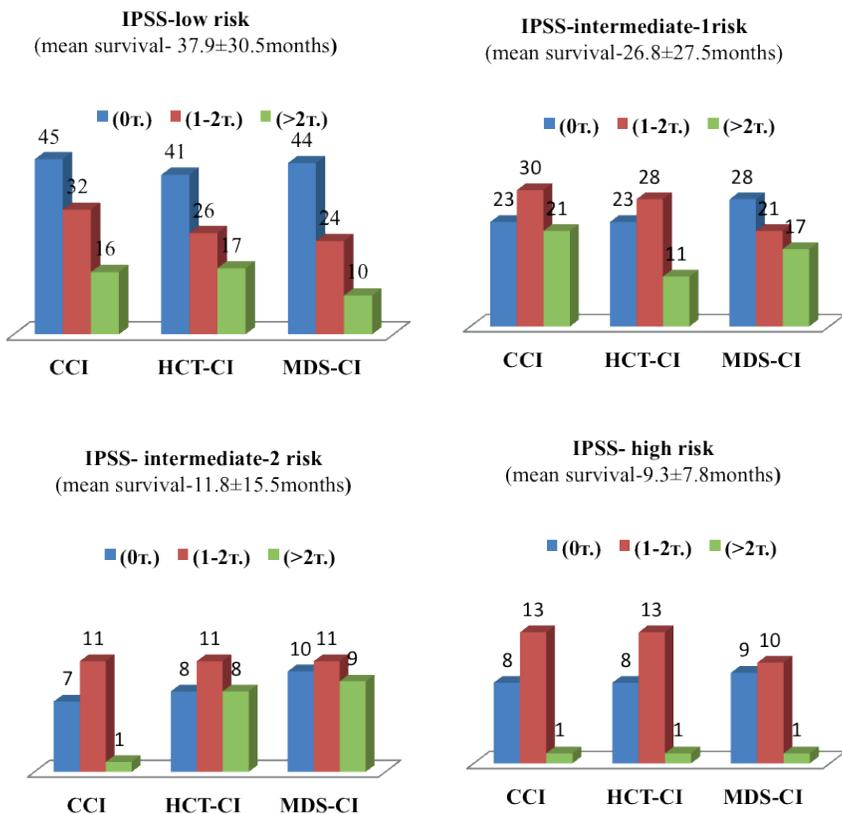 IPSS-low risk
(mean survival- 37.9±30.5months)
(0т.) (1-2т.) (>2т.)
45 32 16 41 26 17 44 24 10
CCI HCT-CI MDS-CI
IPSS-intermediate-1risk
(mean survival-26.8±27.5months)
(0т.) (1-2т.) (>2т.)
23 30 21 23 28 11 28 21 17
CCI HCT-CI MDS-CI
IPSS- intermediate-2 risk
(mean survival-11.8±15.5months)
(0т.) (1-2т.) (>2т.)
7 11 1 8 11 8 10 11 9
CCI HCT-CI MDS-CI
IPSS- high risk
(mean survival-9.3±7.8months)
(0т.) (1-2т.) (>2т.)
8 13 1 8 13 1 9 10 1
CCI HCT-CI MDS-CI